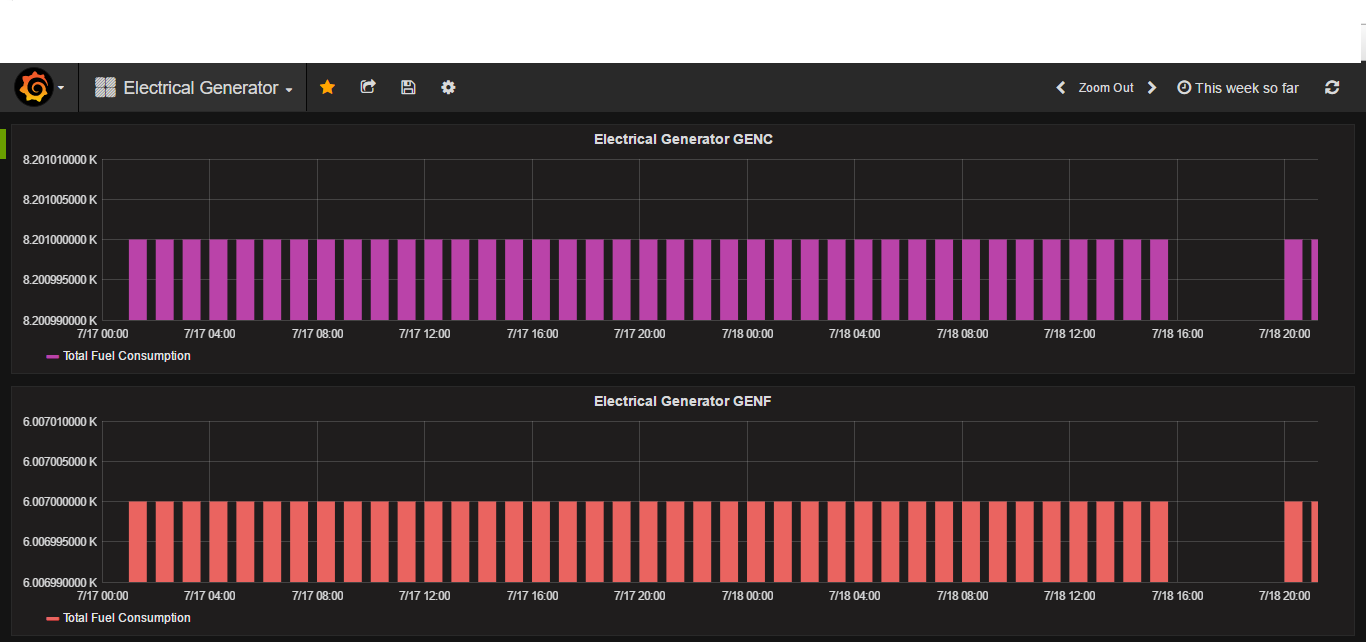 Electrical Generator
Zoom Out
This week so far
Electrical Generator GENC
8.201010000 K
8.201005000 K
8.201000000 K
8.200995000 K
8.200990000 K
7/17 00:00 7/17 04:00 7/17 08:00 7/17 12:00 7/17 16:00 7/17 20:00 7/18 00:00 7/18 04:00 7/18 08:00 7/18 12:00 7/18 16:00 7/18 20:00
Total Fuel Consumption
Electrical Generator GENF
6.007010000 K
6.007005000 K
6.007000000 K
6.006995000 K
6.006990000 K
7/17 00:00 7/17 04:00 7/17 08:00 7/17 12:00 7/17 16:00 7/17 20:00 7/18 00:00 7/18 04:00 7/18 08:00 7/18 12:00 7/18 16:00 7/18 20:00
Total Fuel Consumption